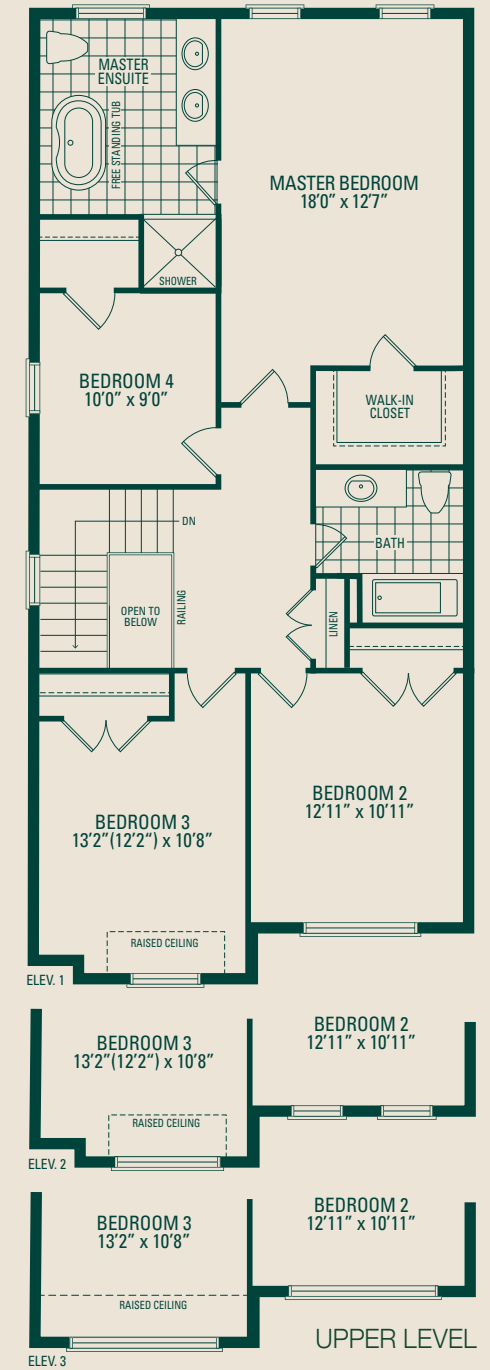 MASTER
ENSUITE
FREE STANDING TUB
MASTER BEDROOM
18'0" x 12'7"
SHOWER
BEDROOM 4
10'0" x 9'0"
WALK-IN
CLOSET
DN
BATH
OPEN TO
BELOW
RAILING
LINEN
BEDROOM 3
13'2"(12'2") x 10'8"
BEDROOM 2
12'11" x 10'11"
RAISED CEILING
ELEV. 1
BEDROOM 3
13'2"(12'2") x 10'8"
BEDROOM 2
12'11" x 10'11"
RAISED CEILING
ELEV. 2
BEDROOM 3
13'2" x 10'8"
BEDROOM 2
12'11" x 10'11"
RAISED CEILING
UPPER LEVEL
ELEV. 3